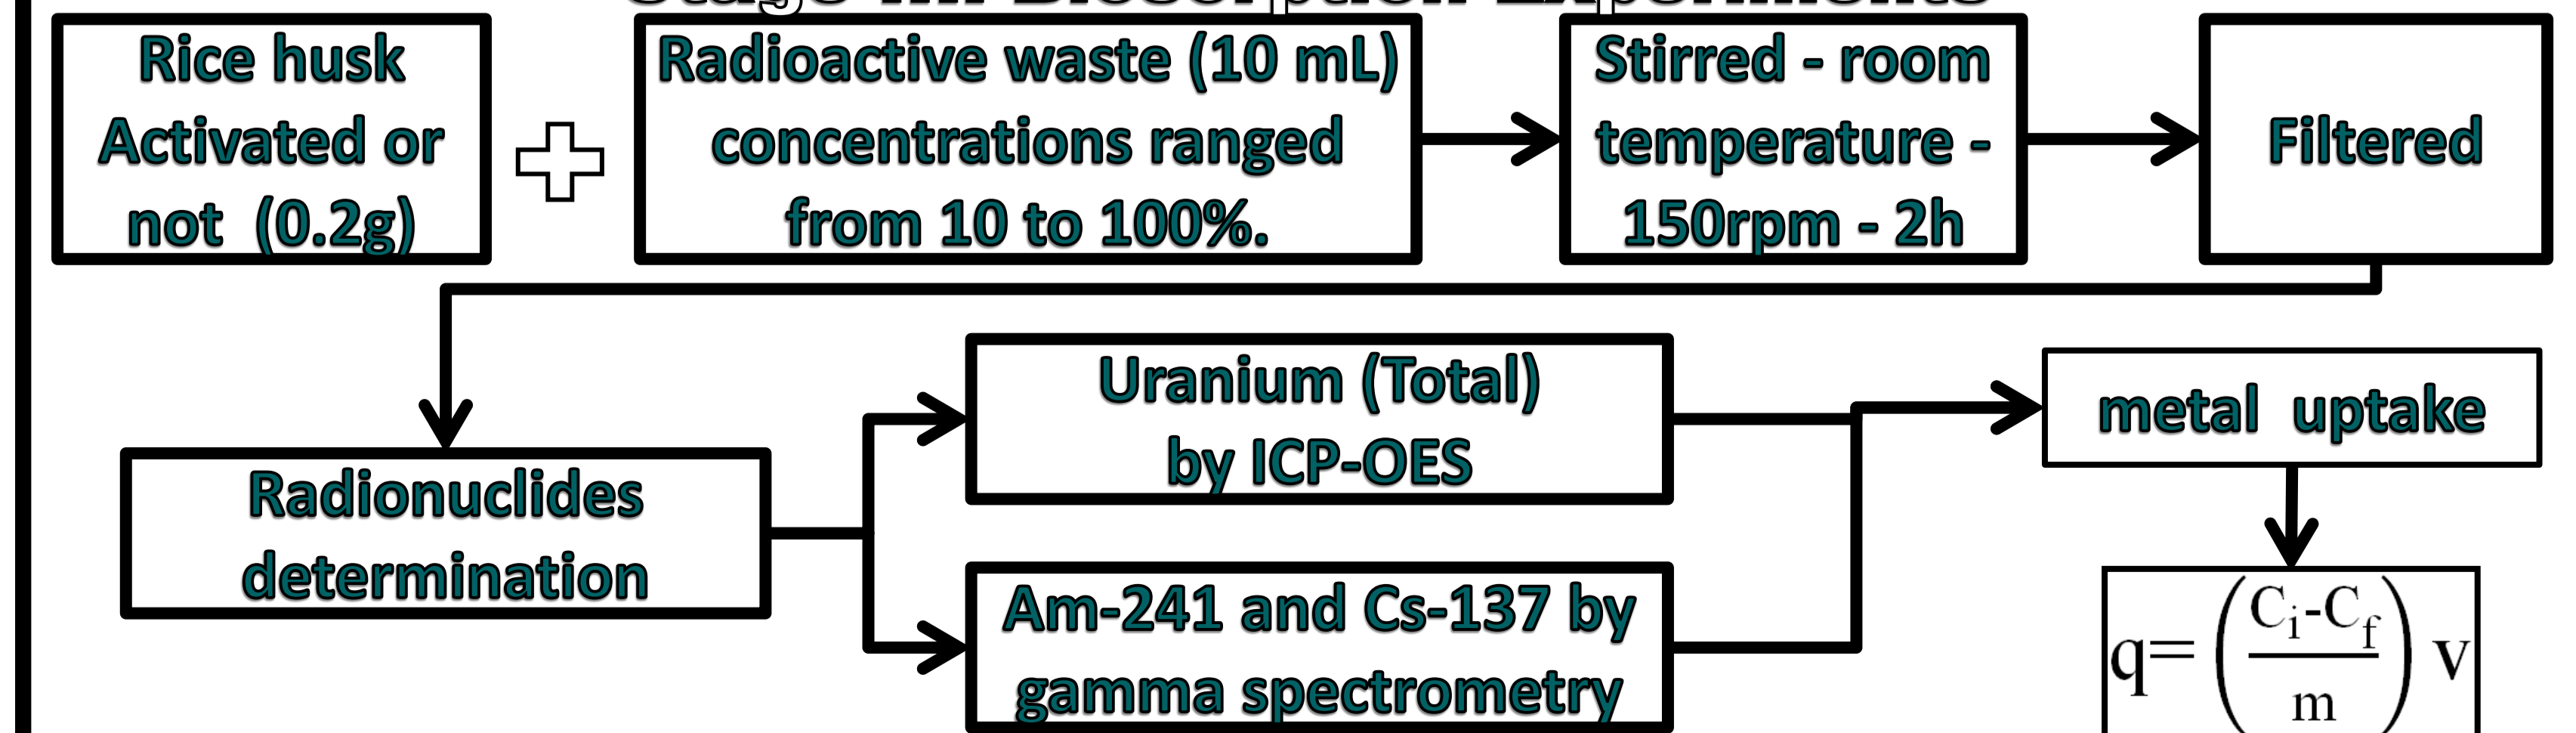 Biosorption Experiments
Rice husk
Activated or
not (0.2g)
Radioactive waste (10 mL)
concentrations ranged
from 10 to 100%.
Stirred - room
temperature -
150rpm - 2h
Filtered
Radionuclides
determination
Uranium (Total)
by ICP-OES
Am-241 and Cs-137 by
gamma spectrometry
metal uptake
q= (Ci-Cf / m) v